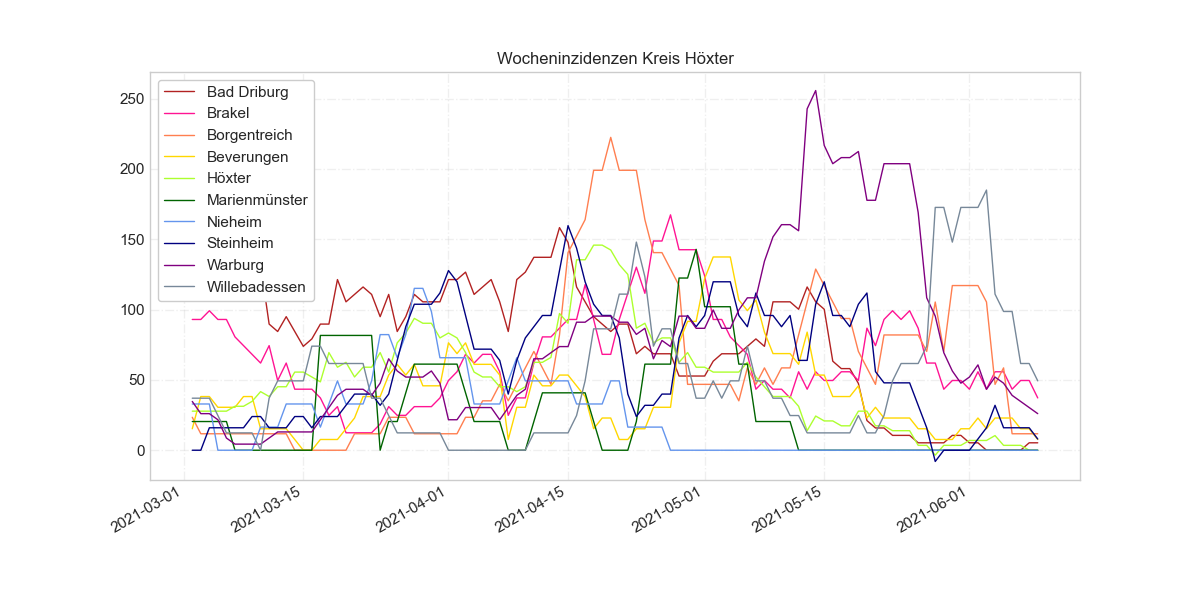 Wocheninzidenzen Kreis Höxter
250
200
150
100
50
0
Bad Driburg
Brakel
Borgentreich
Beverungen
Höxter
Marienmünster
Nieheim
Steinheim
Warburg
Willebadessen
2021-03-01
2021-03-15
2021-04-01
2021-04-15
2021-05-01
2021-05-15
2021-06-01